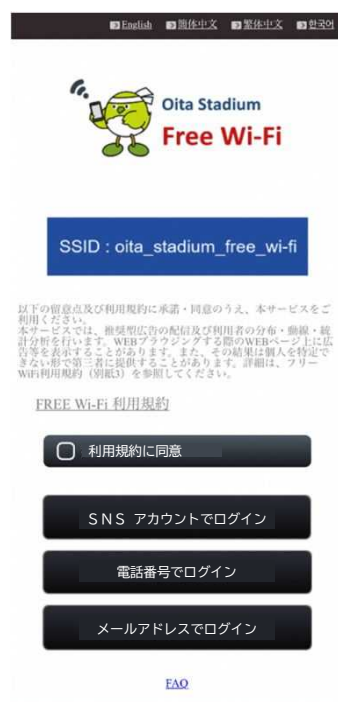 English 简体中文 繁体中文 한국어
Oita Stadium
Free Wi-Fi
SSID : oita_stadium_free_wi-fi
以下の留意点及び利用規約に承諾・同意のうえ、本サービスをご
利用ください。
本サービスでは、推奨型広告の配信及び利用者の分布・動線・統
計分析を行います。WEBブラウジングする際のWEBページ上に広
告等を表示することがあります。また、その結果は個人を特定で
きない形で第三者に提供することがあります。詳細は、フリー
WiFi利用規約（別紙3）を参照してください。
FREE Wi-Fi 利用規約
利用規約に同意
ＳＮＳ アカウントでログイン
電話番号でログイン
メールアドレスでログイン
FAQ